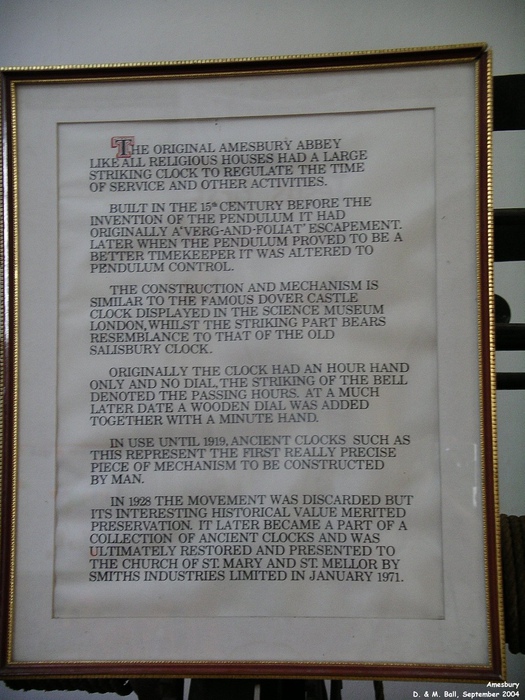 THE ORIGINAL AMESBURY ABBEY
LIKE ALL RELIGIOUS HOUSES HAD A LARGE
STRIKING CLOCK TO REGULATE THE TIME
OF SERVICE AND OTHER ACTIVITIES.
BUILT IN THE 15th CENTURY BEFORE THE
INVENTION OF THE PENDULUM IT HAD
ORIGINALLY A 'VERG-AND-FOLIAT' ESCAPEMENT.
LATER WHEN THE PENDULUM PROVED TO BE A
BETTER TIMEKEEPER IT WAS ALTERED TO
PENDULUM CONTROL.
THE CONSTRUCTION AND MECHANISM IS
SIMILAR TO THE FAMOUS DOVER CASTLE
CLOCK DISPLAYED IN THE SCIENCE MUSEUM
LONDON, WHILST THE STRIKING PART BEARS
RESEMBLANCE TO THAT OF THE OLD
SALISBURY CLOCK.
ORIGINALLY THE CLOCK HAD AN HOUR HAND
ONLY AND NO DIAL, THE STRIKING OF THE BELL
DENOTED THE PASSING HOURS. AT A MUCH
LATER DATE A WOODEN DIAL WAS ADDED
TOGETHER WITH A MINUTE HAND.
IN USE UNTIL 1919, ANCIENT CLOCKS SUCH AS
THIS REPRESENT THE FIRST REALLY PRECISE
PIECE OF MECHANISM TO BE CONSTRUCTED
BY MAN.
IN 1928 THE MOVEMENT WAS DISCARDED BUT
ITS INTERESTING HISTORICAL VALUE MERITED
PRESERVATION. IT LATER BECAME A PART OF A
COLLECTION OF ANCIENT CLOCKS AND WAS
ULTIMATELY RESTORED AND PRESENTED TO
THE CHURCH OF ST. MARY AND ST. MELLOR BY
SMITHS INDUSTRIES LIMITED IN JANUARY 1971.
Amesbury
D. & M. Ball, September 2004